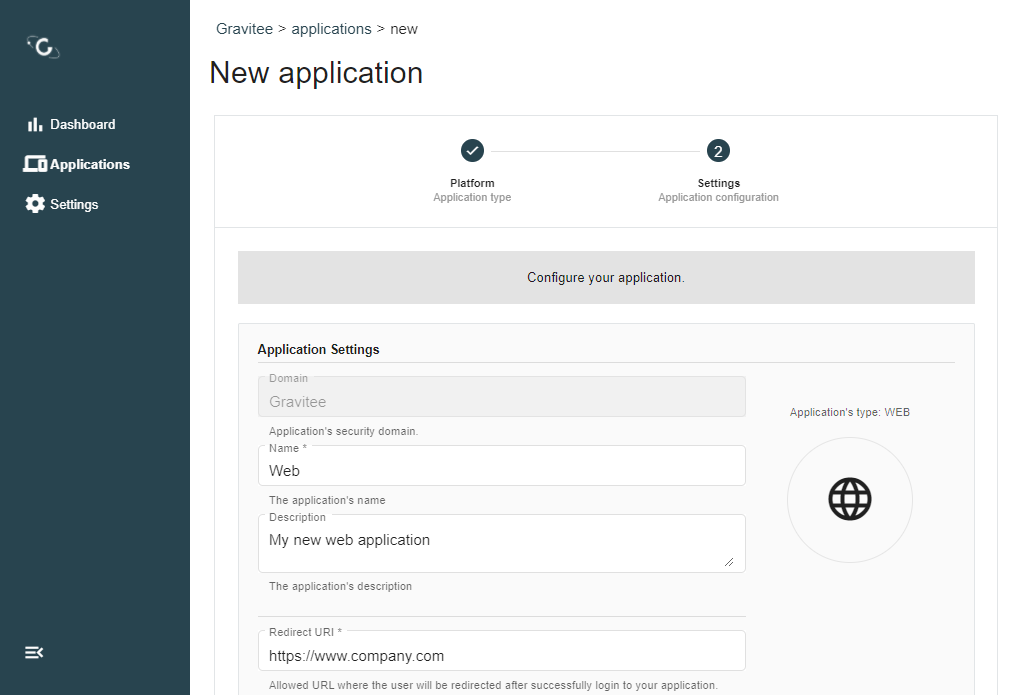 Gravitee > applications > new
New application
Dashboard
Applications
Settings
2
Platform
Application type
Settings
Application configuration
Configure your application.
Application Settings
Domain
Gravitee
Application's security domain.
Name *
Web
The application's name
Description
My new web application
The application's description
Redirect URI *
https://www.company.com
Allowed URL where the user will be redirected after successfully login to your application.
Application's type: WEB